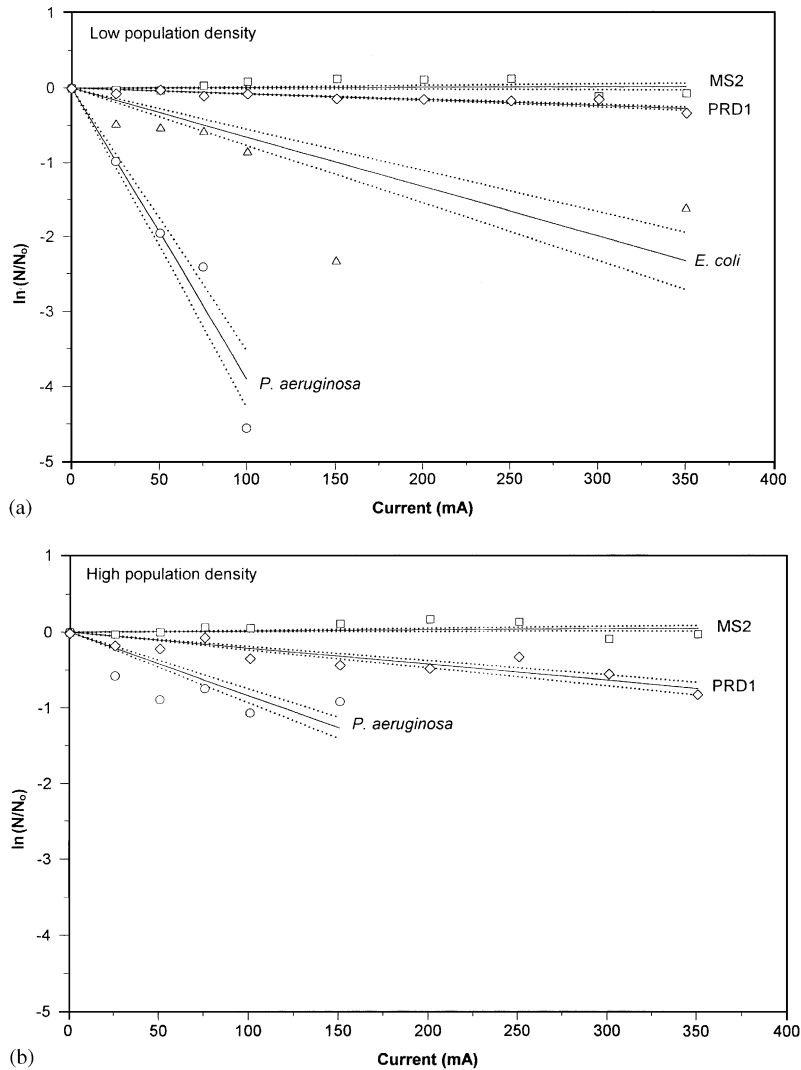 1
Low population density
0
MS2
PRD1
-1
-2
E. coli
ln (N/No)
-3
P. aeruginosa
-4
-5
0 50 100 150 200 250 300 350 400
(a)
Current (mA)
1
High population density
0
MS2
PRD1
-1
P. aeruginosa
ln (N/No)
-2
-3
-4
-5
0 50 100 150 200 250 300 350 400
(b)
Current (mA)